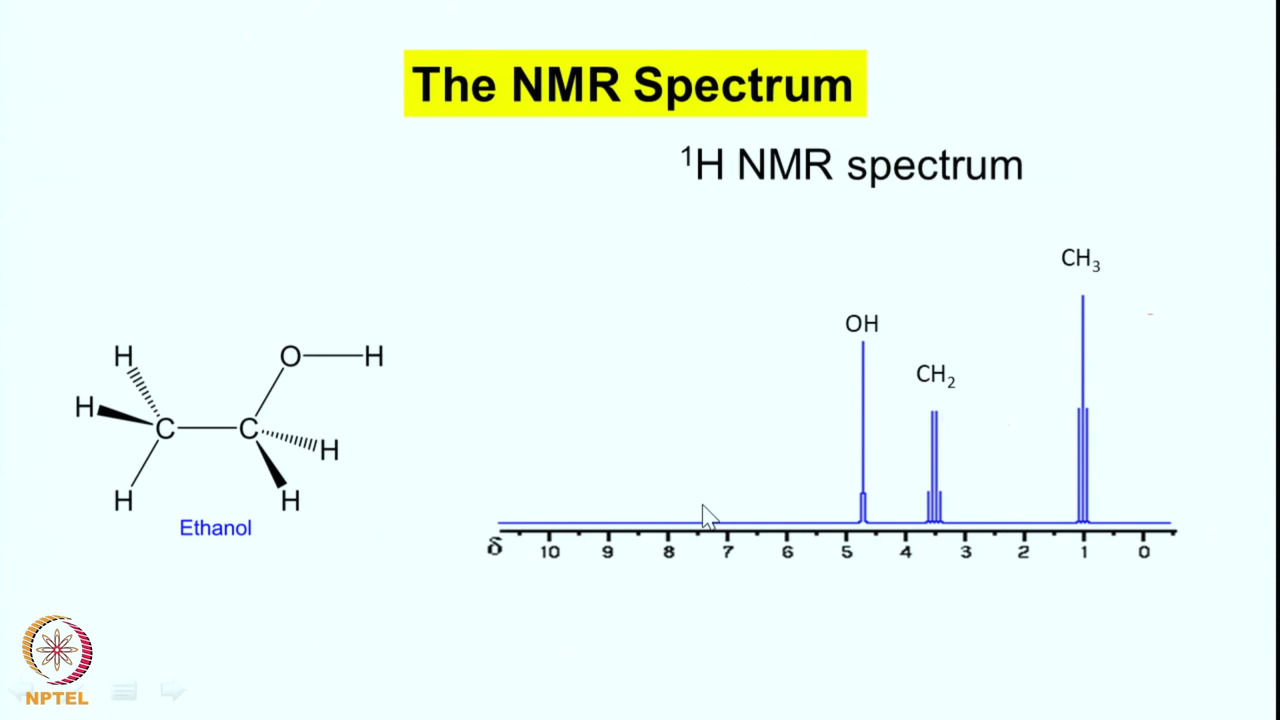 The NMR Spectrum
¹H NMR spectrum
CH₃
OH
CH₂
H
O H
H
C C
H
H H
Ethanol
δ 10 9 8 7 6 5 4 3 2 1 0
NPTEL